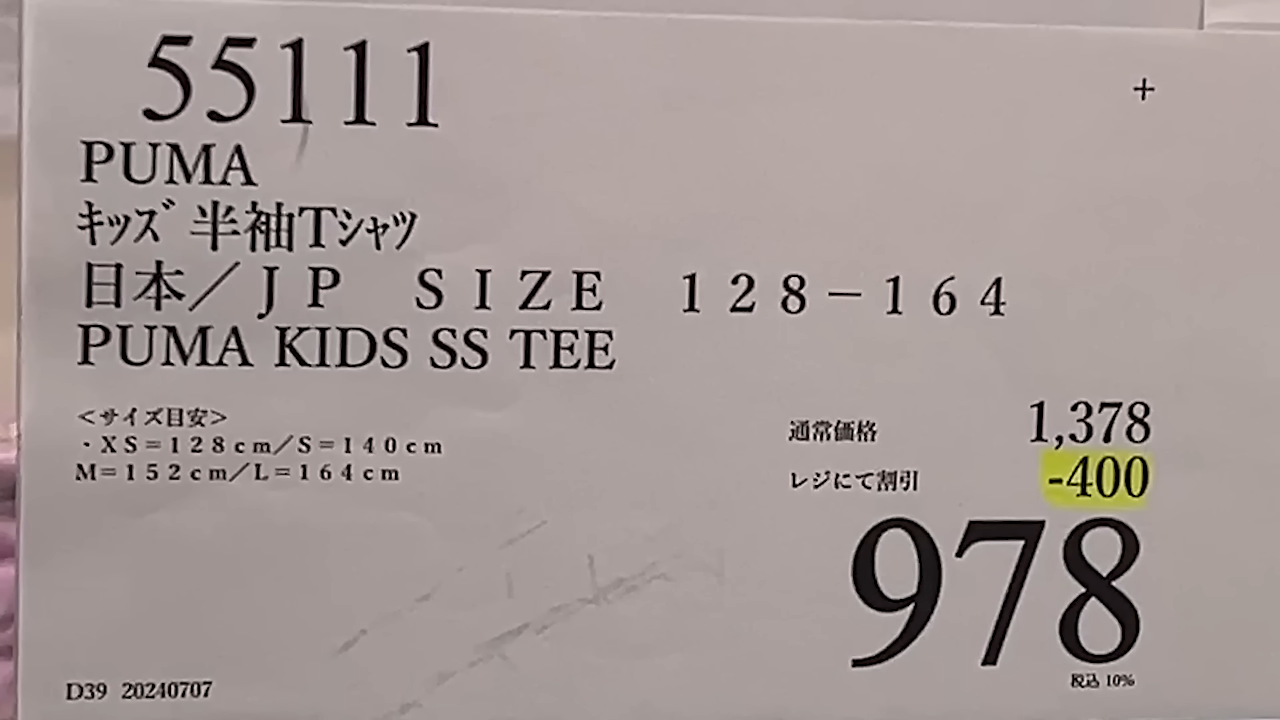 55111
+
PUMA
ｷｯｽﾞ 半袖Tｼｬﾂ
日本／ＪＰ　ＳＩＺＥ　１２８－１６４
PUMA KIDS SS TEE
＜サイズ目安＞
・ＸＳ＝１２８ｃｍ／Ｓ＝１４０ｃｍ
Ｍ＝１５２ｃｍ／Ｌ＝１６４ｃｍ
通常価格 1,378
レジにて割引 -400
978
税込 10%
D39 20240707